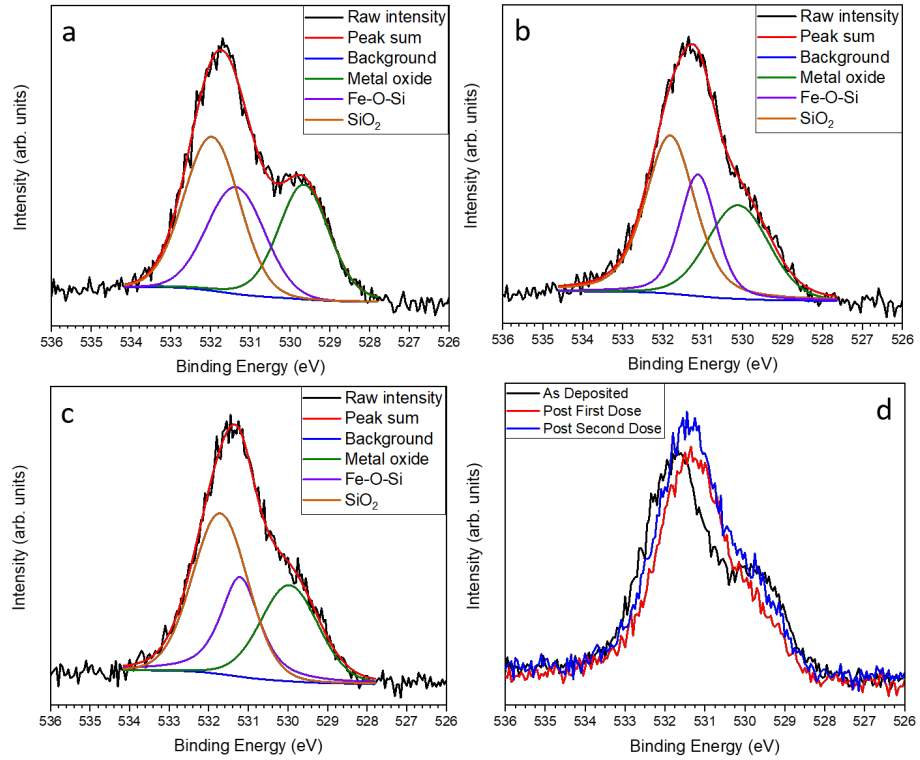 a
Raw intensity
Peak sum
Background
Metal oxide
Fe-O-Si
SiO₂
Intensity (arb. units)
536 535 534 533 532 531 530 529 528 527 526
Binding Energy (eV)
b
Raw intensity
Peak sum
Background
Metal oxide
Fe-O-Si
SiO₂
Intensity (arb. units)
536 535 534 533 532 531 530 529 528 527 526
Binding Energy (eV)
c
Raw intensity
Peak sum
Background
Metal oxide
Fe-O-Si
SiO₂
Intensity (arb. units)
536 535 534 533 532 531 530 529 528 527 526
Binding Energy (eV)
d
As Deposited
Post First Dose
Post Second Dose
Intensity (arb. units)
536 535 534 533 532 531 530 529 528 527 526
Binding Energy (eV)